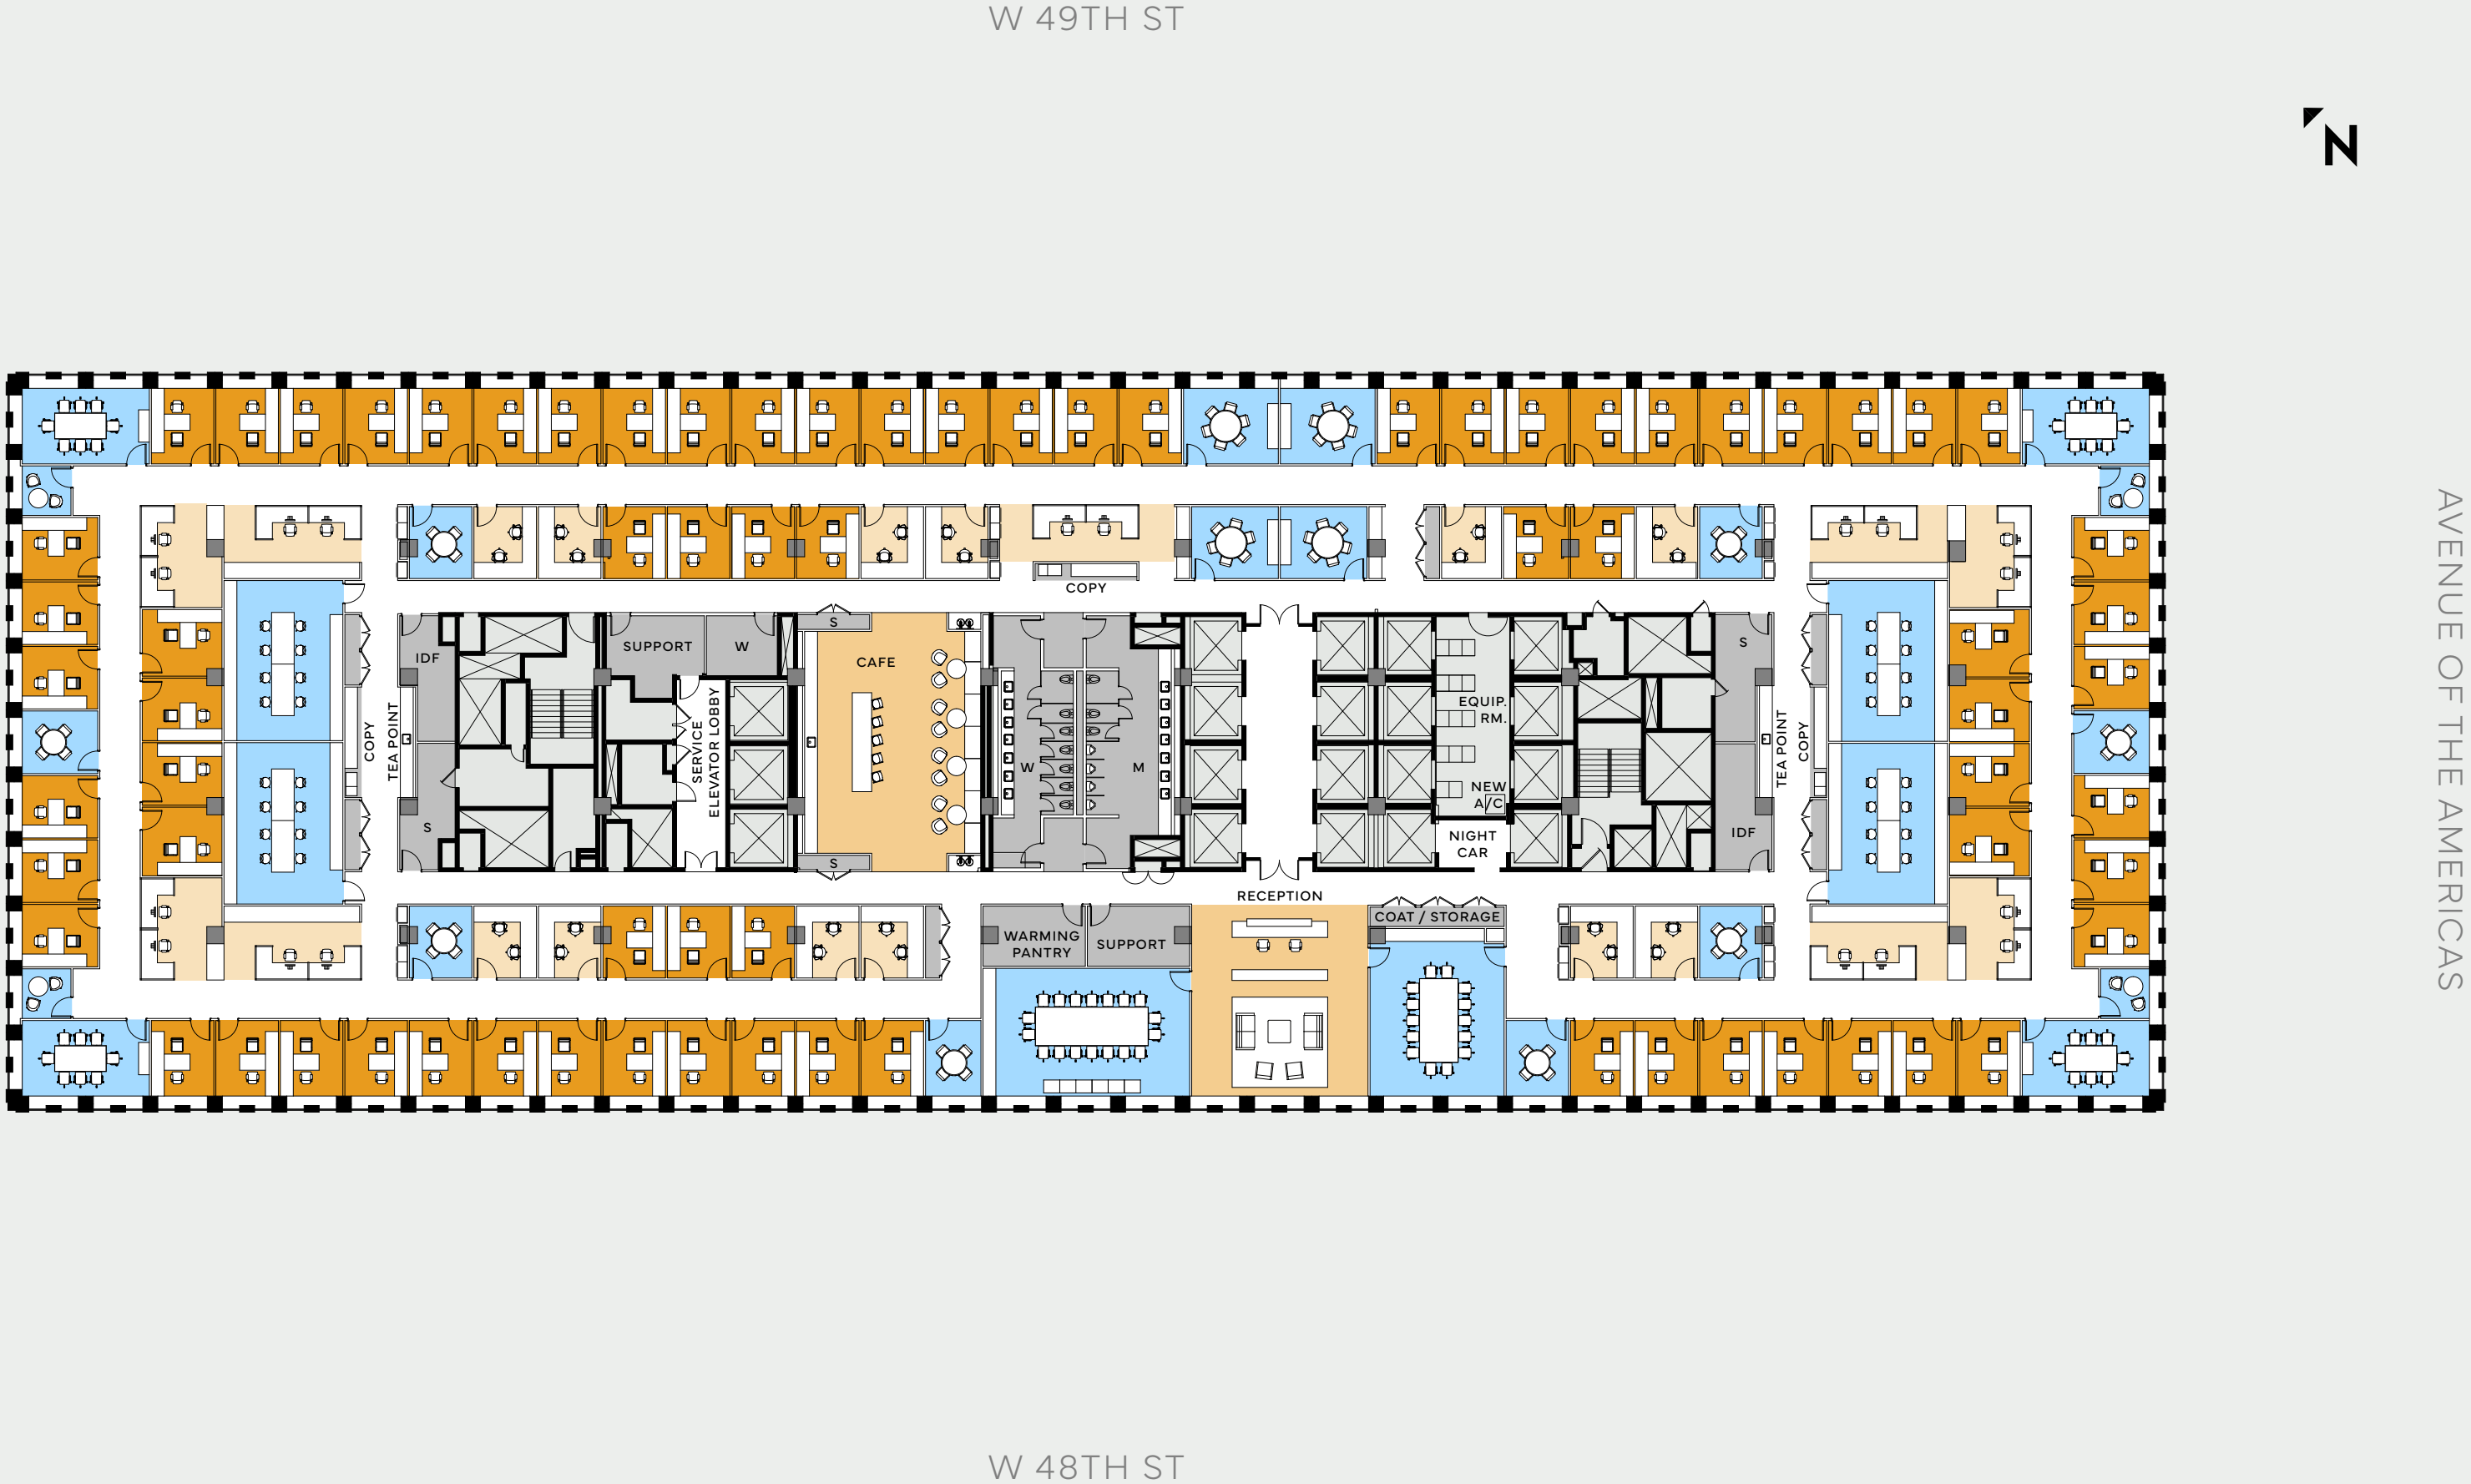 W 49TH ST
N
AVENUE OF THE AMERICAS
COPY
S
IDF
SUPPORT
W
CAFE
S
COPY
TEA POINT
SERVICE
ELEVATOR LOBBY
EQUIP.
RM.
TEA POINT
COPY
W
M
NEW
A/C
S
IDF
NIGHT
CAR
S
RECEPTION
COAT / STORAGE
WARMING
PANTRY
SUPPORT
W 48TH ST